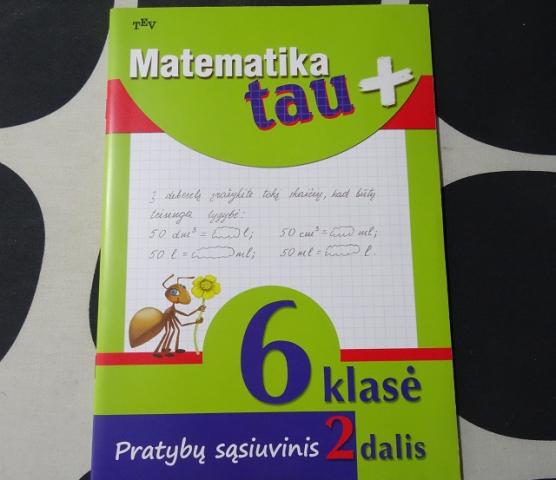 TEV
Matematika
tau +
Į debesėlį įrašykite tokį skaičių, kad būtų
teisinga lygybė:
50 dm³ = l; 50 cm³ = ml;
50 l = ml; 50 ml = l.
6 klasė
Pratybų sąsiuvinis 2 dalis